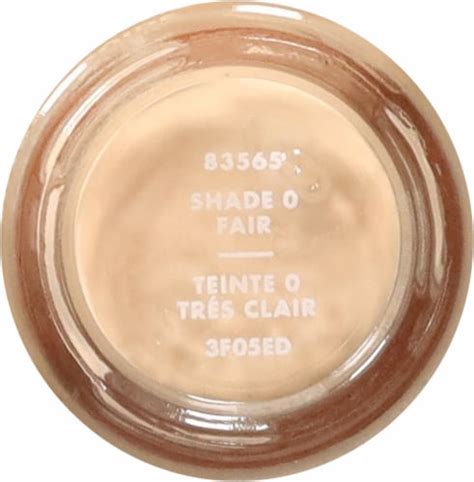 83565
SHADE 0
FAIR
TEINTE 0
TRÉS CLAIR
3F05ED